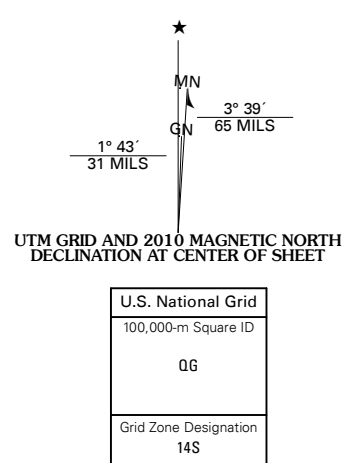 ★
MN
3° 39´
65 MILS
GN
1° 43´
31 MILS
UTM GRID AND 2010 MAGNETIC NORTH
DECLINATION AT CENTER OF SHEET
U.S. National Grid
100,000-m Square ID
QG
Grid Zone Designation
14S